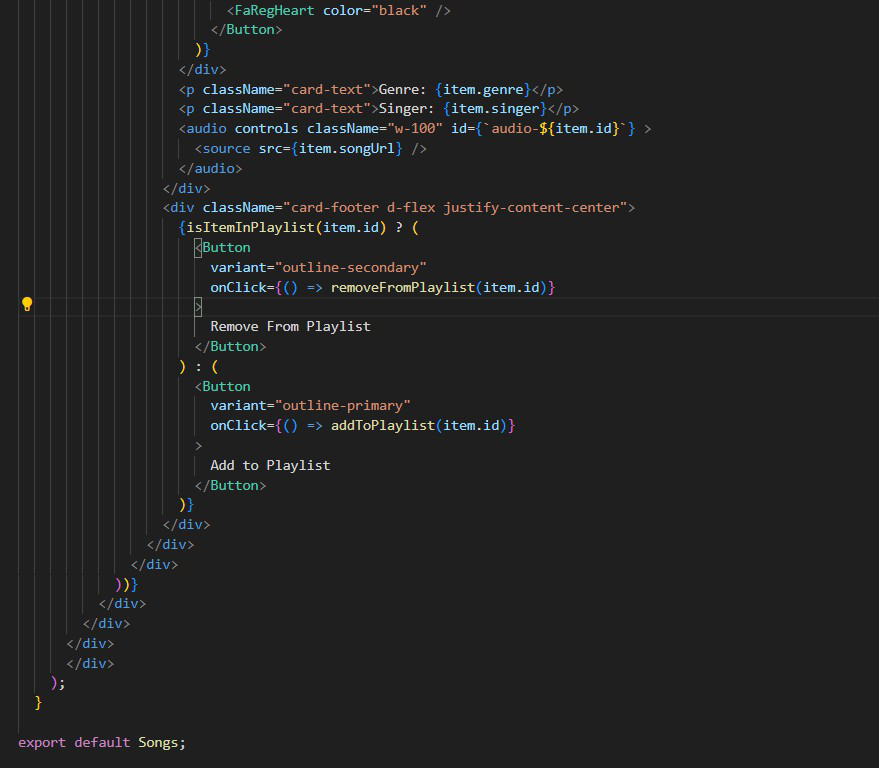 <FaRegHeart color="black" />
</Button>
)}
</div>
<p className="card-text">Genre: {item.genre}</p>
<p className="card-text">Singer: {item.singer}</p>
<audio controls className="w-100" id={`audio-${item.id}`} >
<source src={item.songUrl} />
</audio>
</div>
<div className="card-footer d-flex justify-content-center">
{isItemInPlaylist(item.id) ? (
<Button
variant="outline-secondary"
onClick={() => removeFromPlaylist(item.id)}
>
Remove From Playlist
</Button>
) : (
<Button
variant="outline-primary"
onClick={() => addToPlaylist(item.id)}
>
Add to Playlist
</Button>
)}
</div>
</div>
</div>
))}
</div>
</div>
</div>
</div>
);
}
export default Songs;